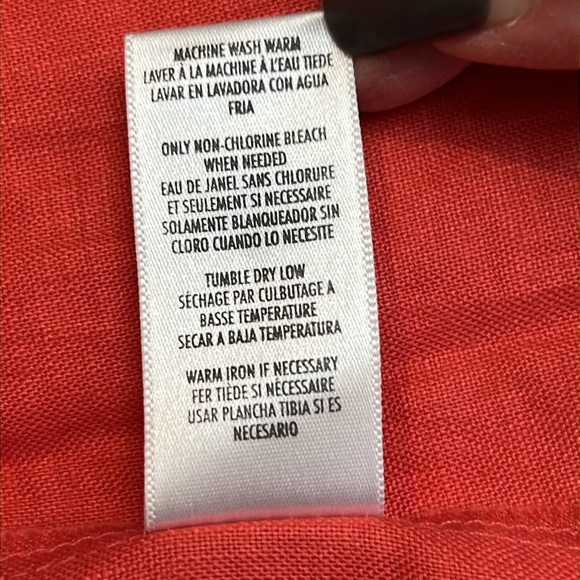 MACHINE WASH WARM
LAVER À LA MACHINE À L'EAU TIEDE
LAVAR EN LAVADORA CON AGUA
FRIA
ONLY NON-CHLORINE BLEACH
WHEN NEEDED
EAU DE JANEL SANS CHLORURE
ET SEULEMENT SI NECESSAIRE
SOLAMENTE BLANQUEADOR SIN
CLORO CUANDO LO NECESITE
TUMBLE DRY LOW
SÉCHAGE PAR CULBUTAGE A
BASSE TEMPERATURE
SECAR A BAJA TEMPERATURA
WARM IRON IF NECESSARY
FER TIÈDE SI NÉCESSAIRE
USAR PLANCHA TIBIA SI ES
NECESARIO